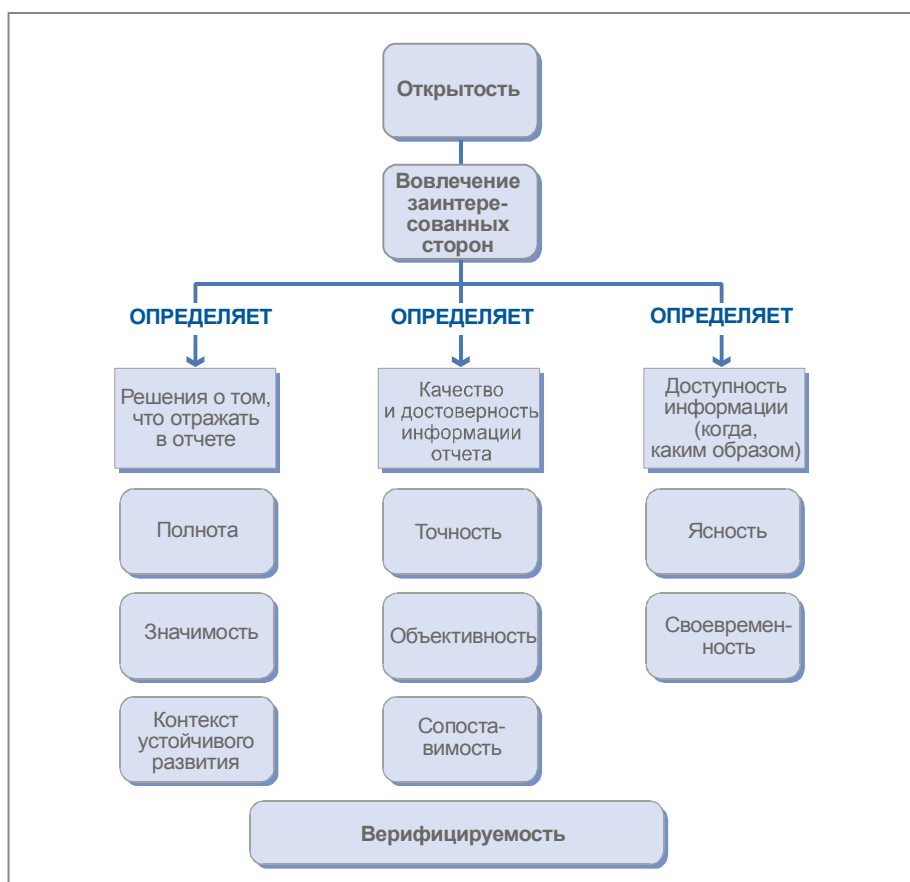 Открытость
Вовлечение
заинтере-
сованных
сторон
ОПРЕДЕЛЯЕТ
ОПРЕДЕЛЯЕТ
ОПРЕДЕЛЯЕТ
Решения о том,
что отражать
в отчете
Качество
и достоверность
информации
отчета
Доступность
информации
(когда,
каким образом)
Полнота
Точность
Ясность
Значимость
Объективность
Своевремен-
ность
Контекст
устойчивого
развития
Сопоста-
вимость
Верифицируемость